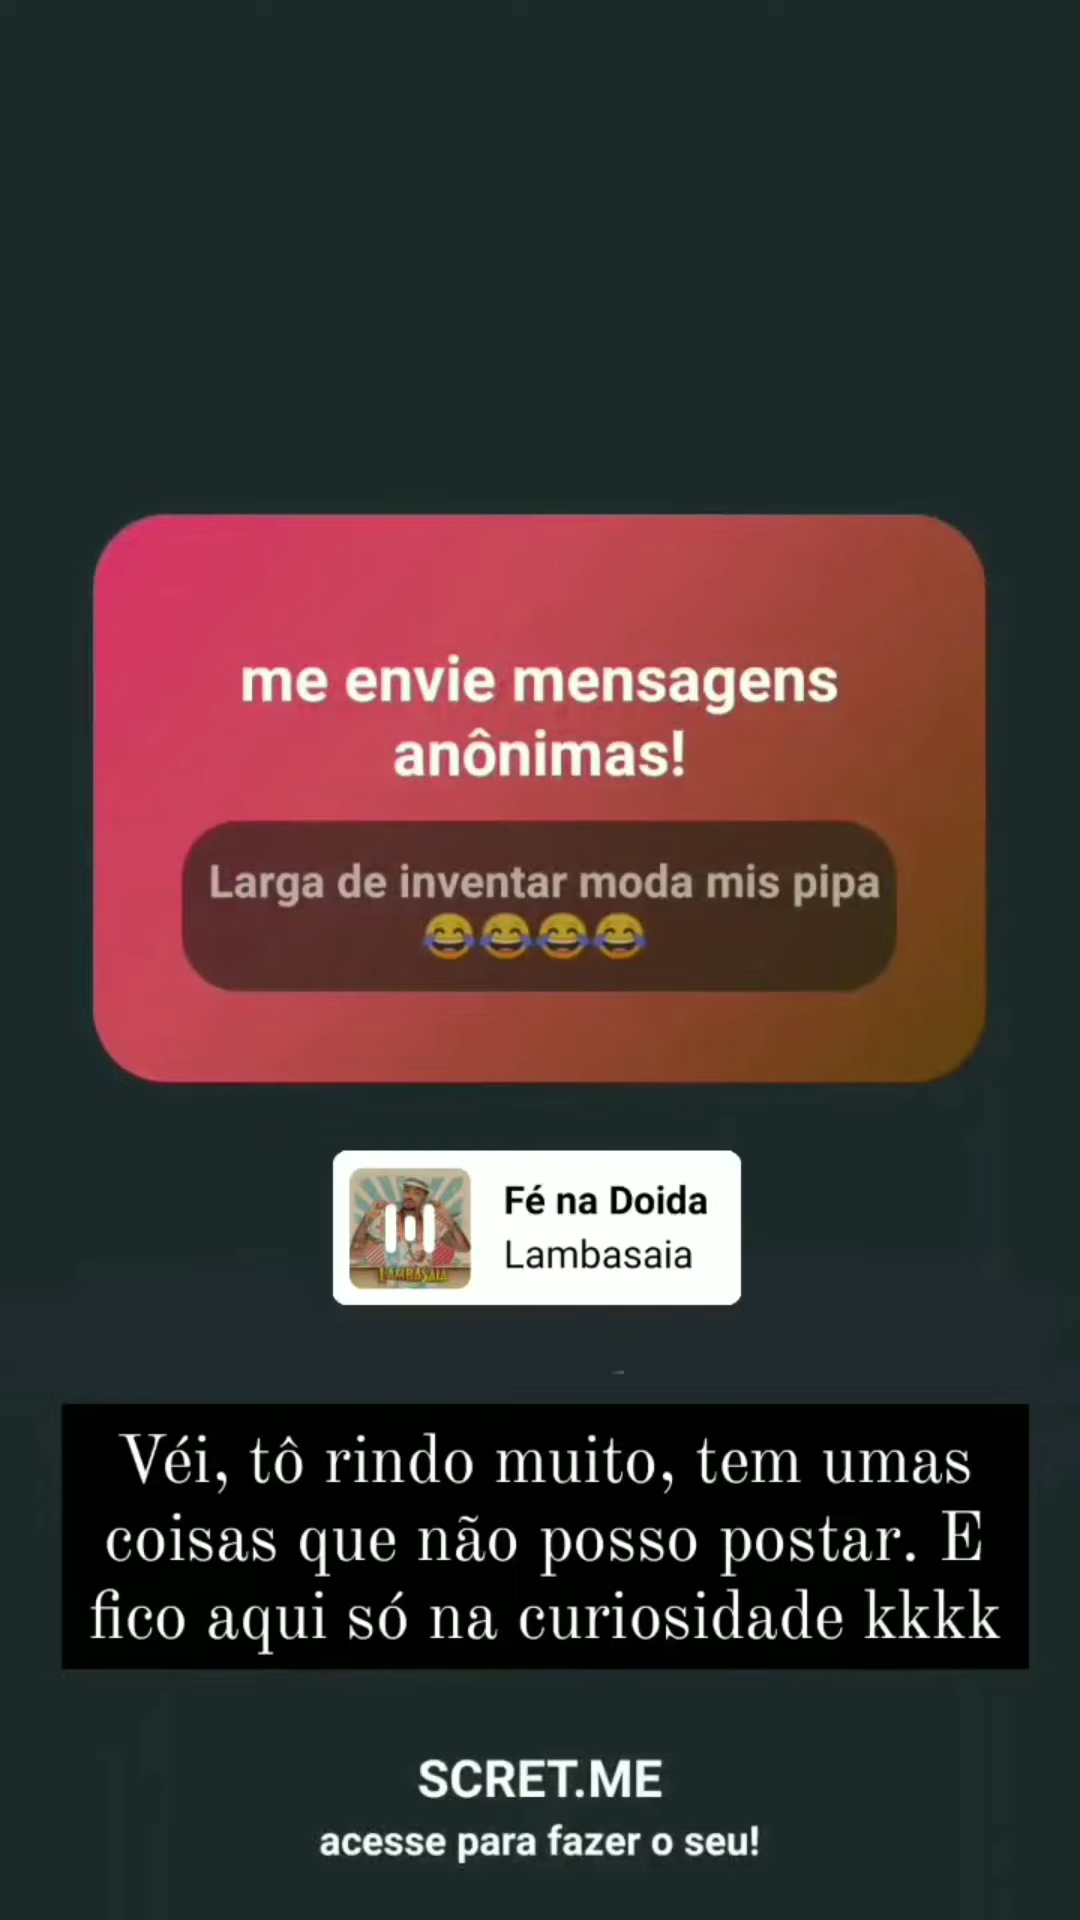 me envie mensagens
anônimas!
Larga de inventar moda mis pipa
😂😂😂😂
Fé na Doida
Lambasaia
LAMBASAIA
Véi, tô rindo muito, tem umas
coisas que não posso postar. E
fico aqui só na curiosidade kkkk
SCRET.ME
acesse para fazer o seu!